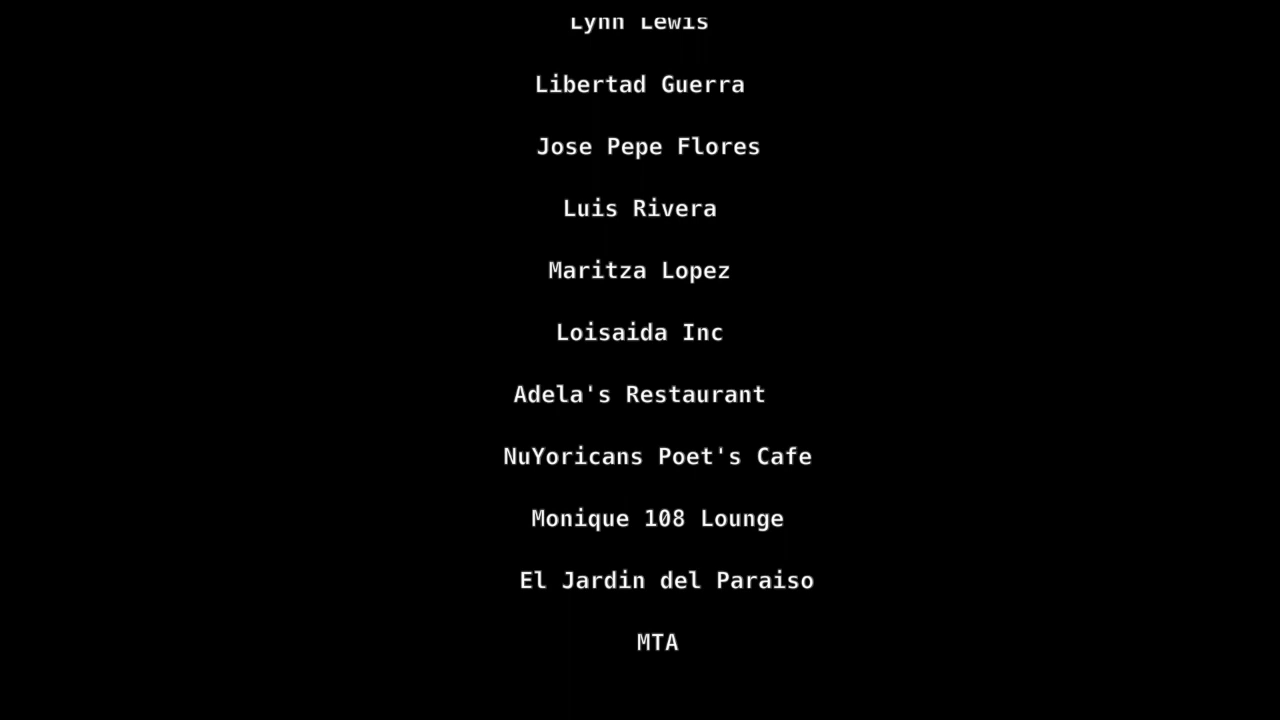 Lynn Lewis
Libertad Guerra
Jose Pepe Flores
Luis Rivera
Maritza Lopez
Loisaida Inc
Adela's Restaurant
NuYoricans Poet's Cafe
Monique 108 Lounge
El Jardin del Paraiso
MTA